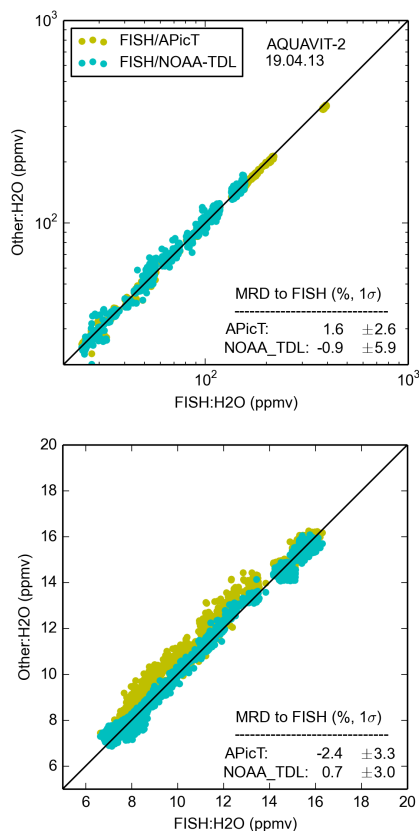 10³
FISH/APicT
FISH/NOAA-TDL
AQUAVIT-2
19.04.13
Other:H2O (ppmv)
10²
MRD to FISH (%, 1σ)
APicT: 1.6 ±2.6
NOAA_TDL: -0.9 ±5.9
10² 10³
FISH:H2O (ppmv)
20
18
16
14
12
10
8
6
Other:H2O (ppmv)
MRD to FISH (%, 1σ)
APicT: -2.4 ±3.3
NOAA_TDL: 0.7 ±3.0
6 8 10 12 14 16 18 20
FISH:H2O (ppmv)